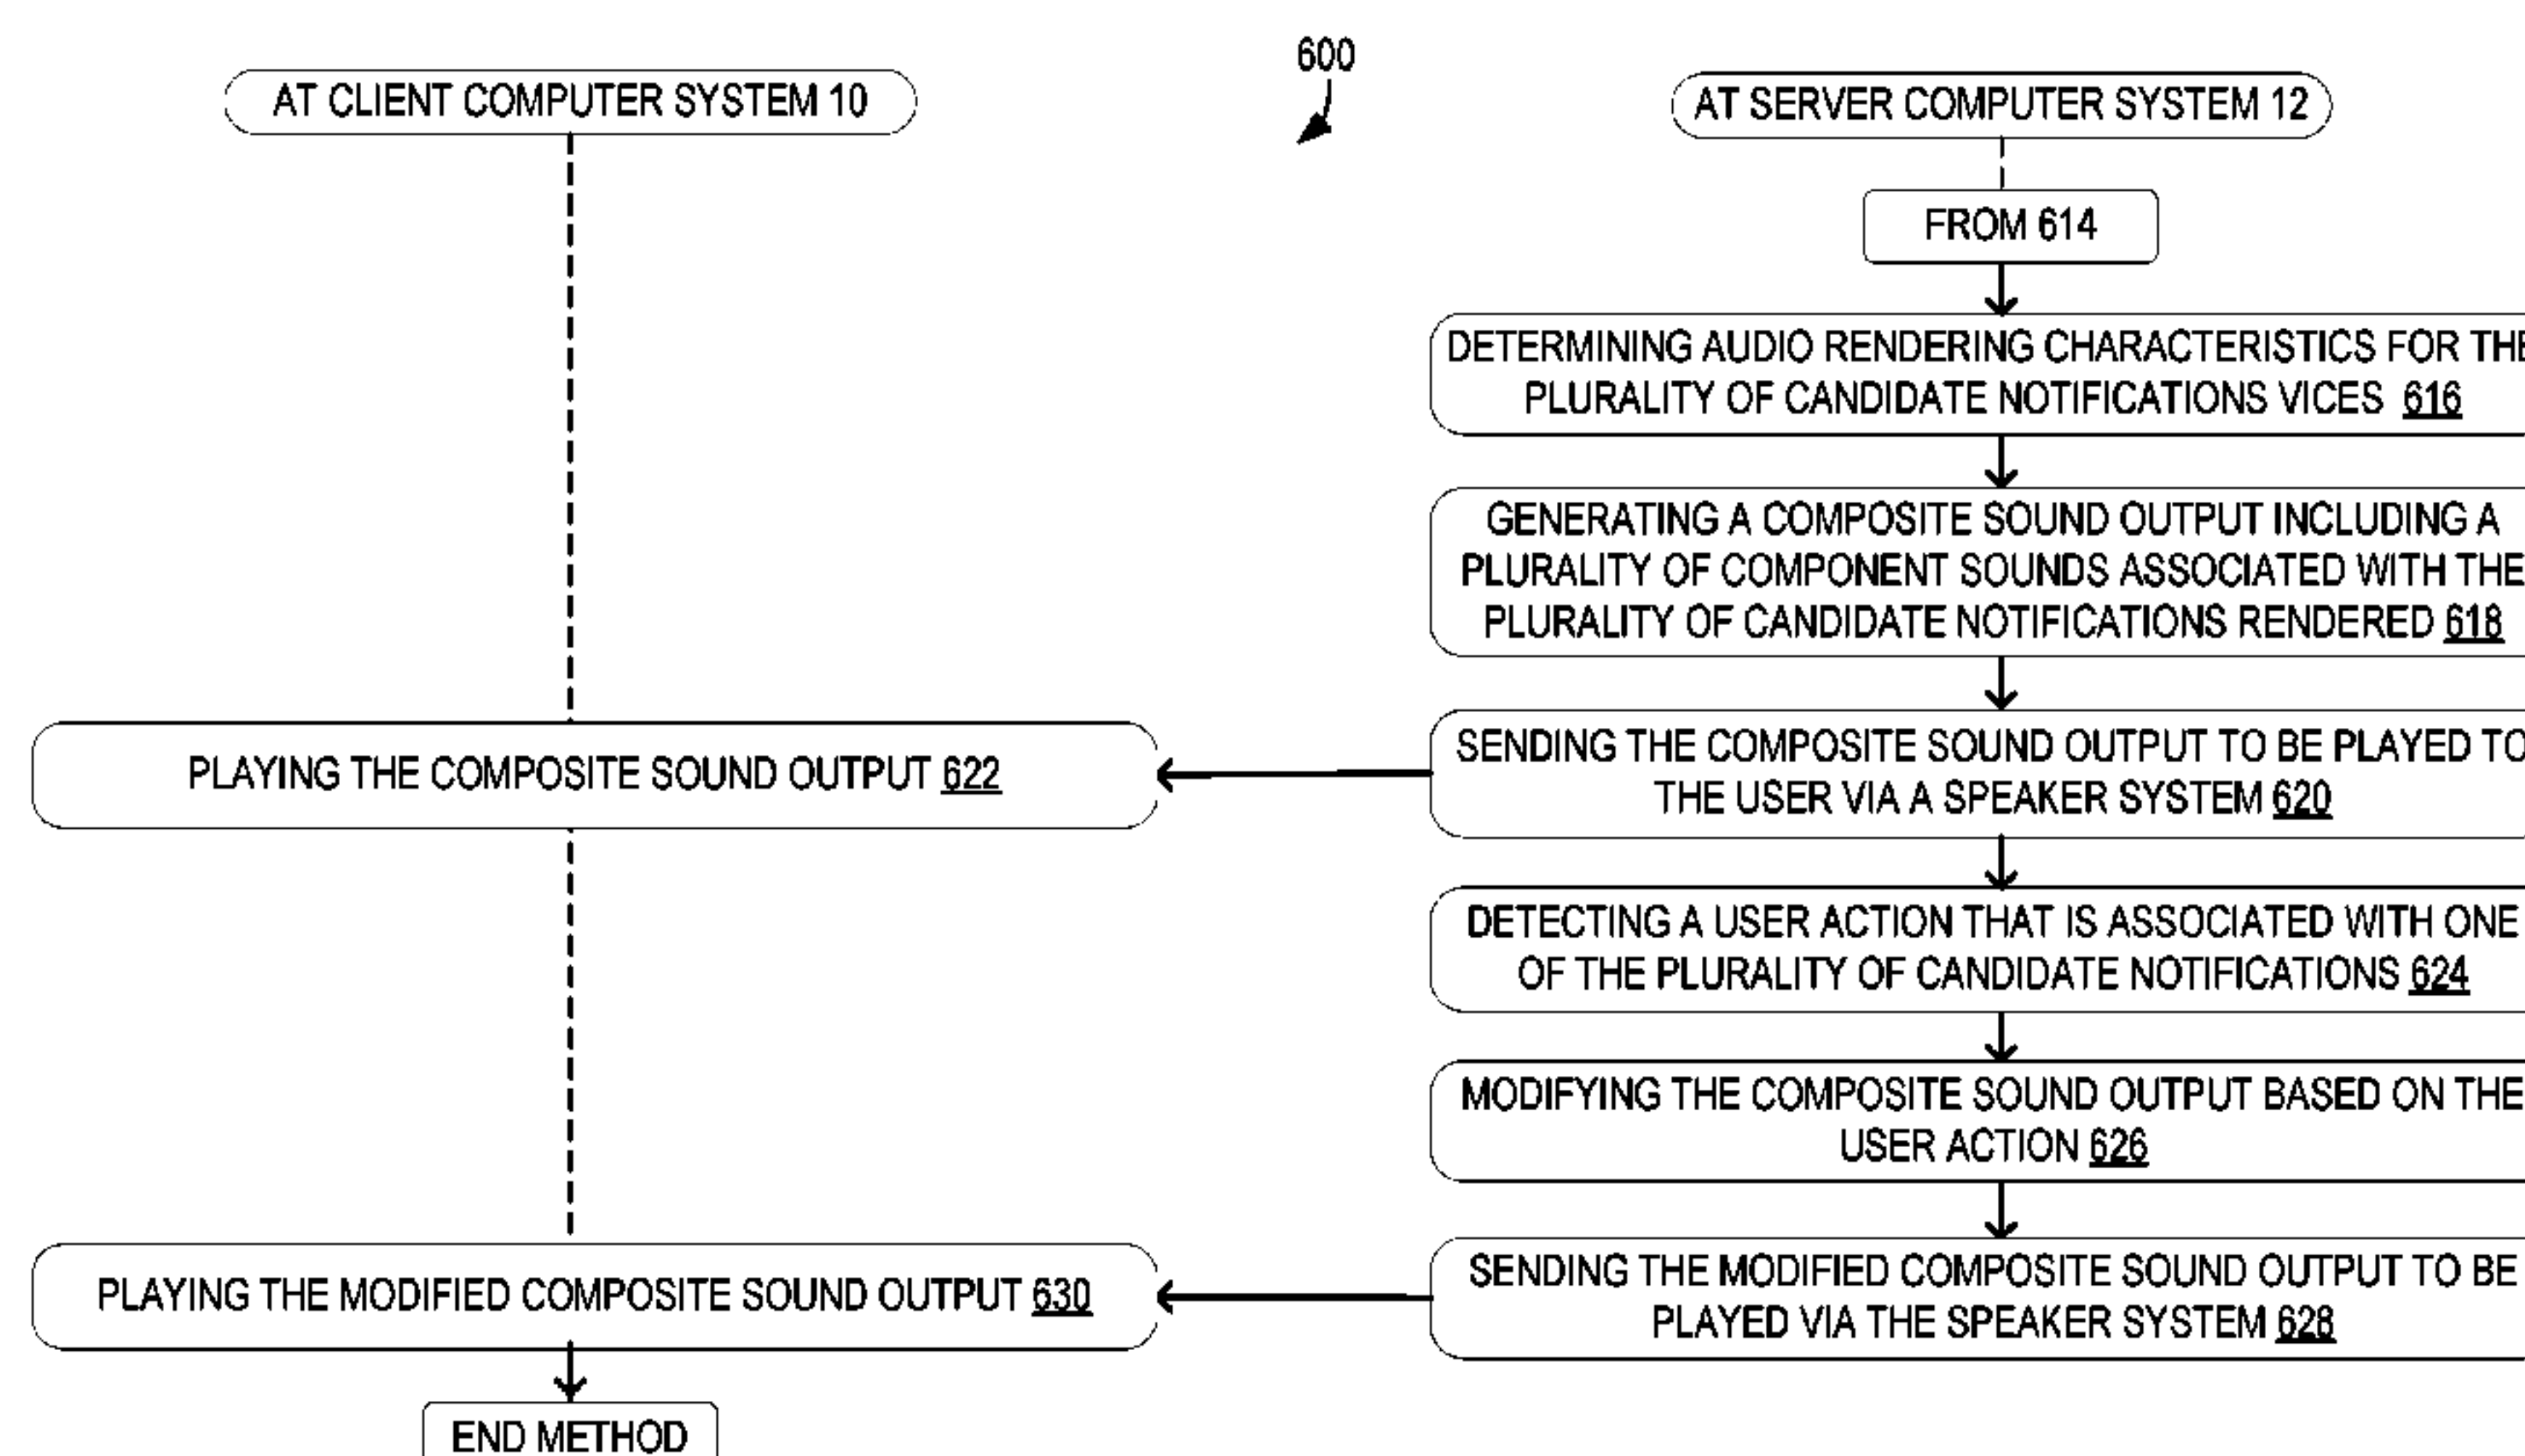 600
AT CLIENT COMPUTER SYSTEM 10
AT SERVER COMPUTER SYSTEM 12
FROM 614
DETERMINING AUDIO RENDERING CHARACTERISTICS FOR THE
PLURALITY OF CANDIDATE NOTIFICATIONS VICES 616
GENERATING A COMPOSITE SOUND OUTPUT INCLUDING A
PLURALITY OF COMPONENT SOUNDS ASSOCIATED WITH THE
PLURALITY OF CANDIDATE NOTIFICATIONS RENDERED 618
SENDING THE COMPOSITE SOUND OUTPUT TO BE PLAYED TO
THE USER VIA A SPEAKER SYSTEM 620
PLAYING THE COMPOSITE SOUND OUTPUT 622
DETECTING A USER ACTION THAT IS ASSOCIATED WITH ONE
OF THE PLURALITY OF CANDIDATE NOTIFICATIONS 624
MODIFYING THE COMPOSITE SOUND OUTPUT BASED ON THE
USER ACTION 626
SENDING THE MODIFIED COMPOSITE SOUND OUTPUT TO BE
PLAYED VIA THE SPEAKER SYSTEM 628
PLAYING THE MODIFIED COMPOSITE SOUND OUTPUT 630
END METHOD